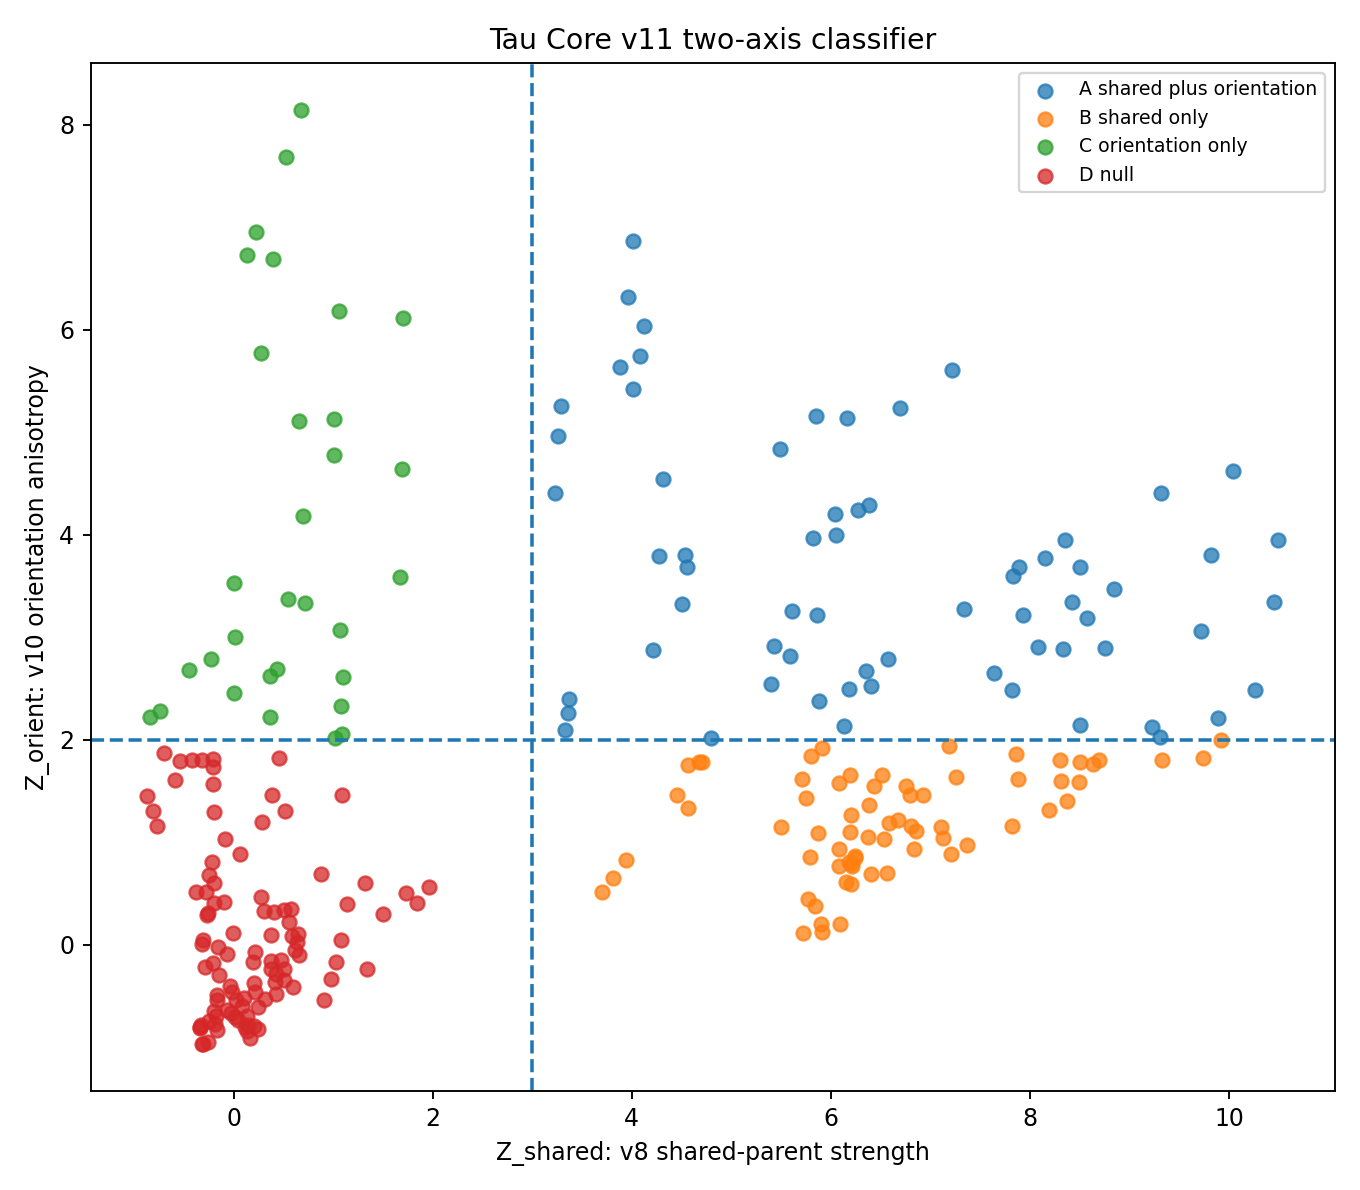 Tau Core v11 two-axis classifier
A shared plus orientation
B shared only
C orientation only
D null
Z_orient: v10 orientation anisotropy
8
6
4
2
0
0 2 4 6 8 10
Z_shared: v8 shared-parent strength